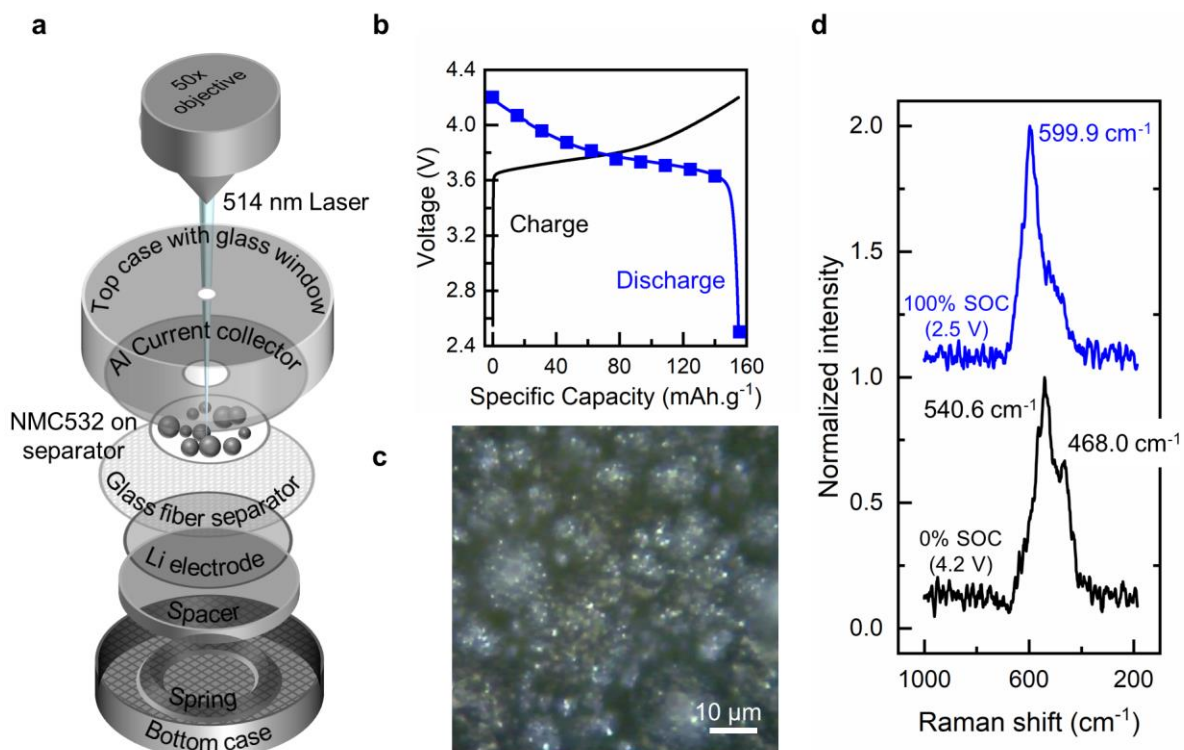 a
50x
objective
514 nm Laser
Top case with glass window
Al Current collector
NMC532 on
separator
Glass fiber separator
Li electrode
Spacer
Spring
Bottom case
b
4.4
4.0
3.6
3.2
2.8
2.4
Voltage (V)
Charge
Discharge
0
40
80
120
160
Specific Capacity (mAh.g⁻¹)
c
10 µm
d
599.9 cm⁻¹
2.0
1.5
1.0
0.5
0.0
Normalized intensity
100% SOC
(2.5 V)
540.6 cm⁻¹
468.0 cm⁻¹
0% SOC
(4.2 V)
1000
600
200
Raman shift (cm⁻¹)